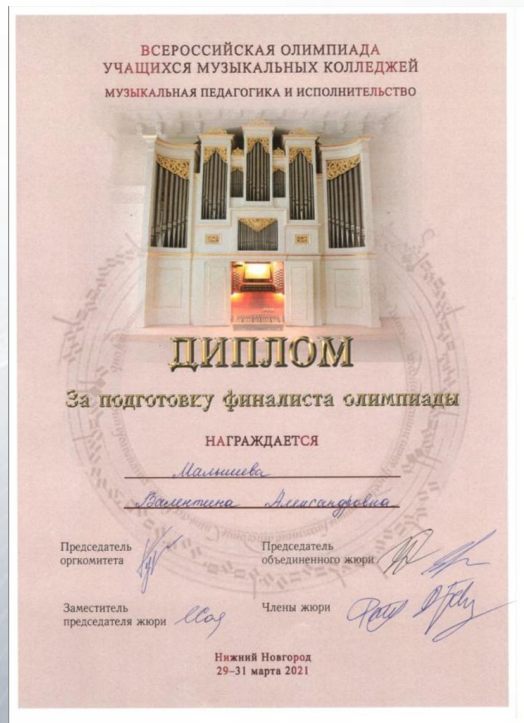 ВСЕРОССИЙСКАЯ ОЛИМПИАДА
УЧАЩИХСЯ МУЗЫКАЛЬНЫХ КОЛЛЕДЖЕЙ
МУЗЫКАЛЬНАЯ ПЕДАГОГИКА И ИСПОЛНИТЕЛЬСТВО
ДИПЛОМ
За подготовку финалиста олимпиады
НАГРАЖДАЕТСЯ
Малышева
Валентина Александровна
Председатель
оргкомитета
Председатель
объединенного жюри
Заместитель
председателя жюри
Члены жюри
Нижний Новгород
29–31 марта 2021